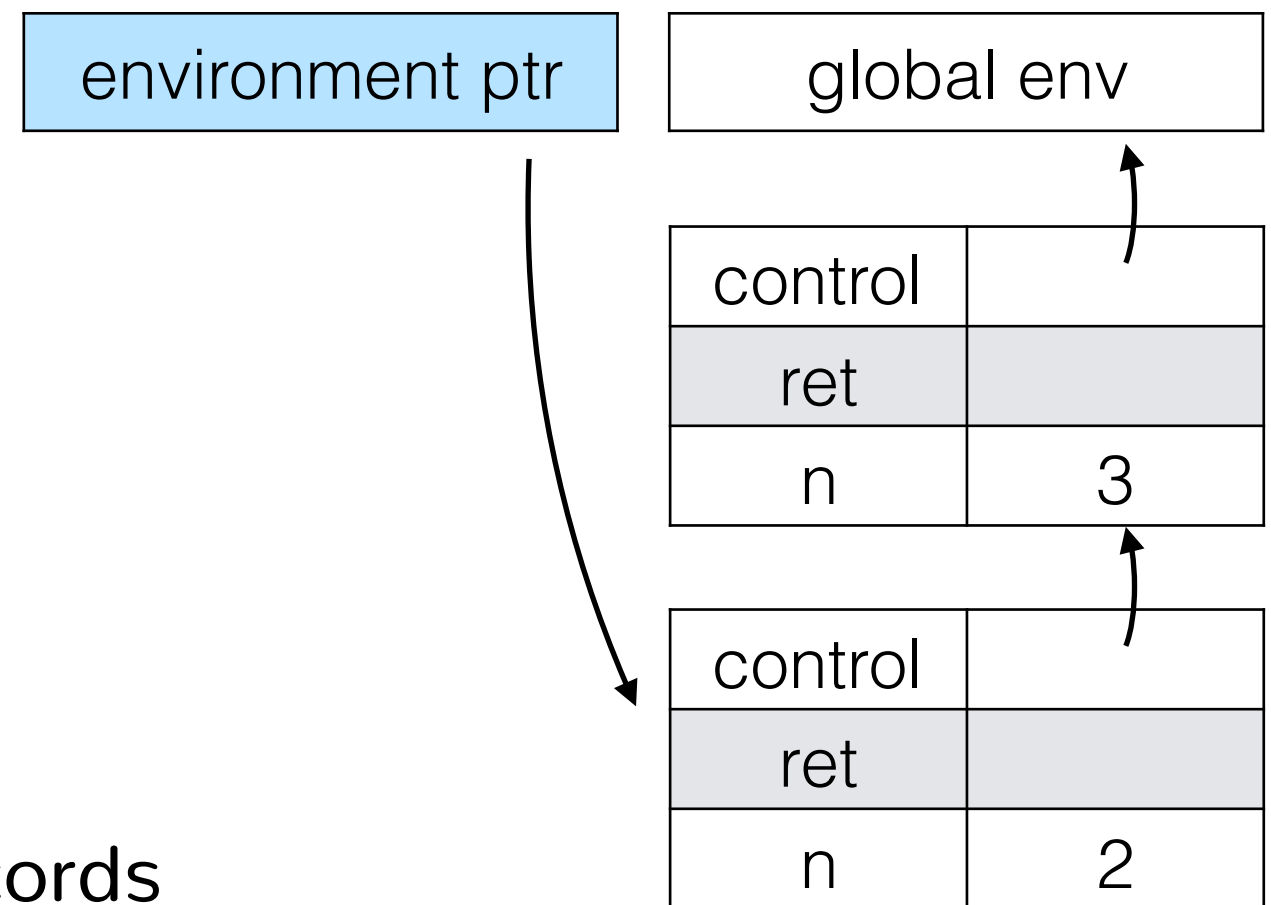 environment ptr
global env
control
ret
n 3
control
ret
n 2